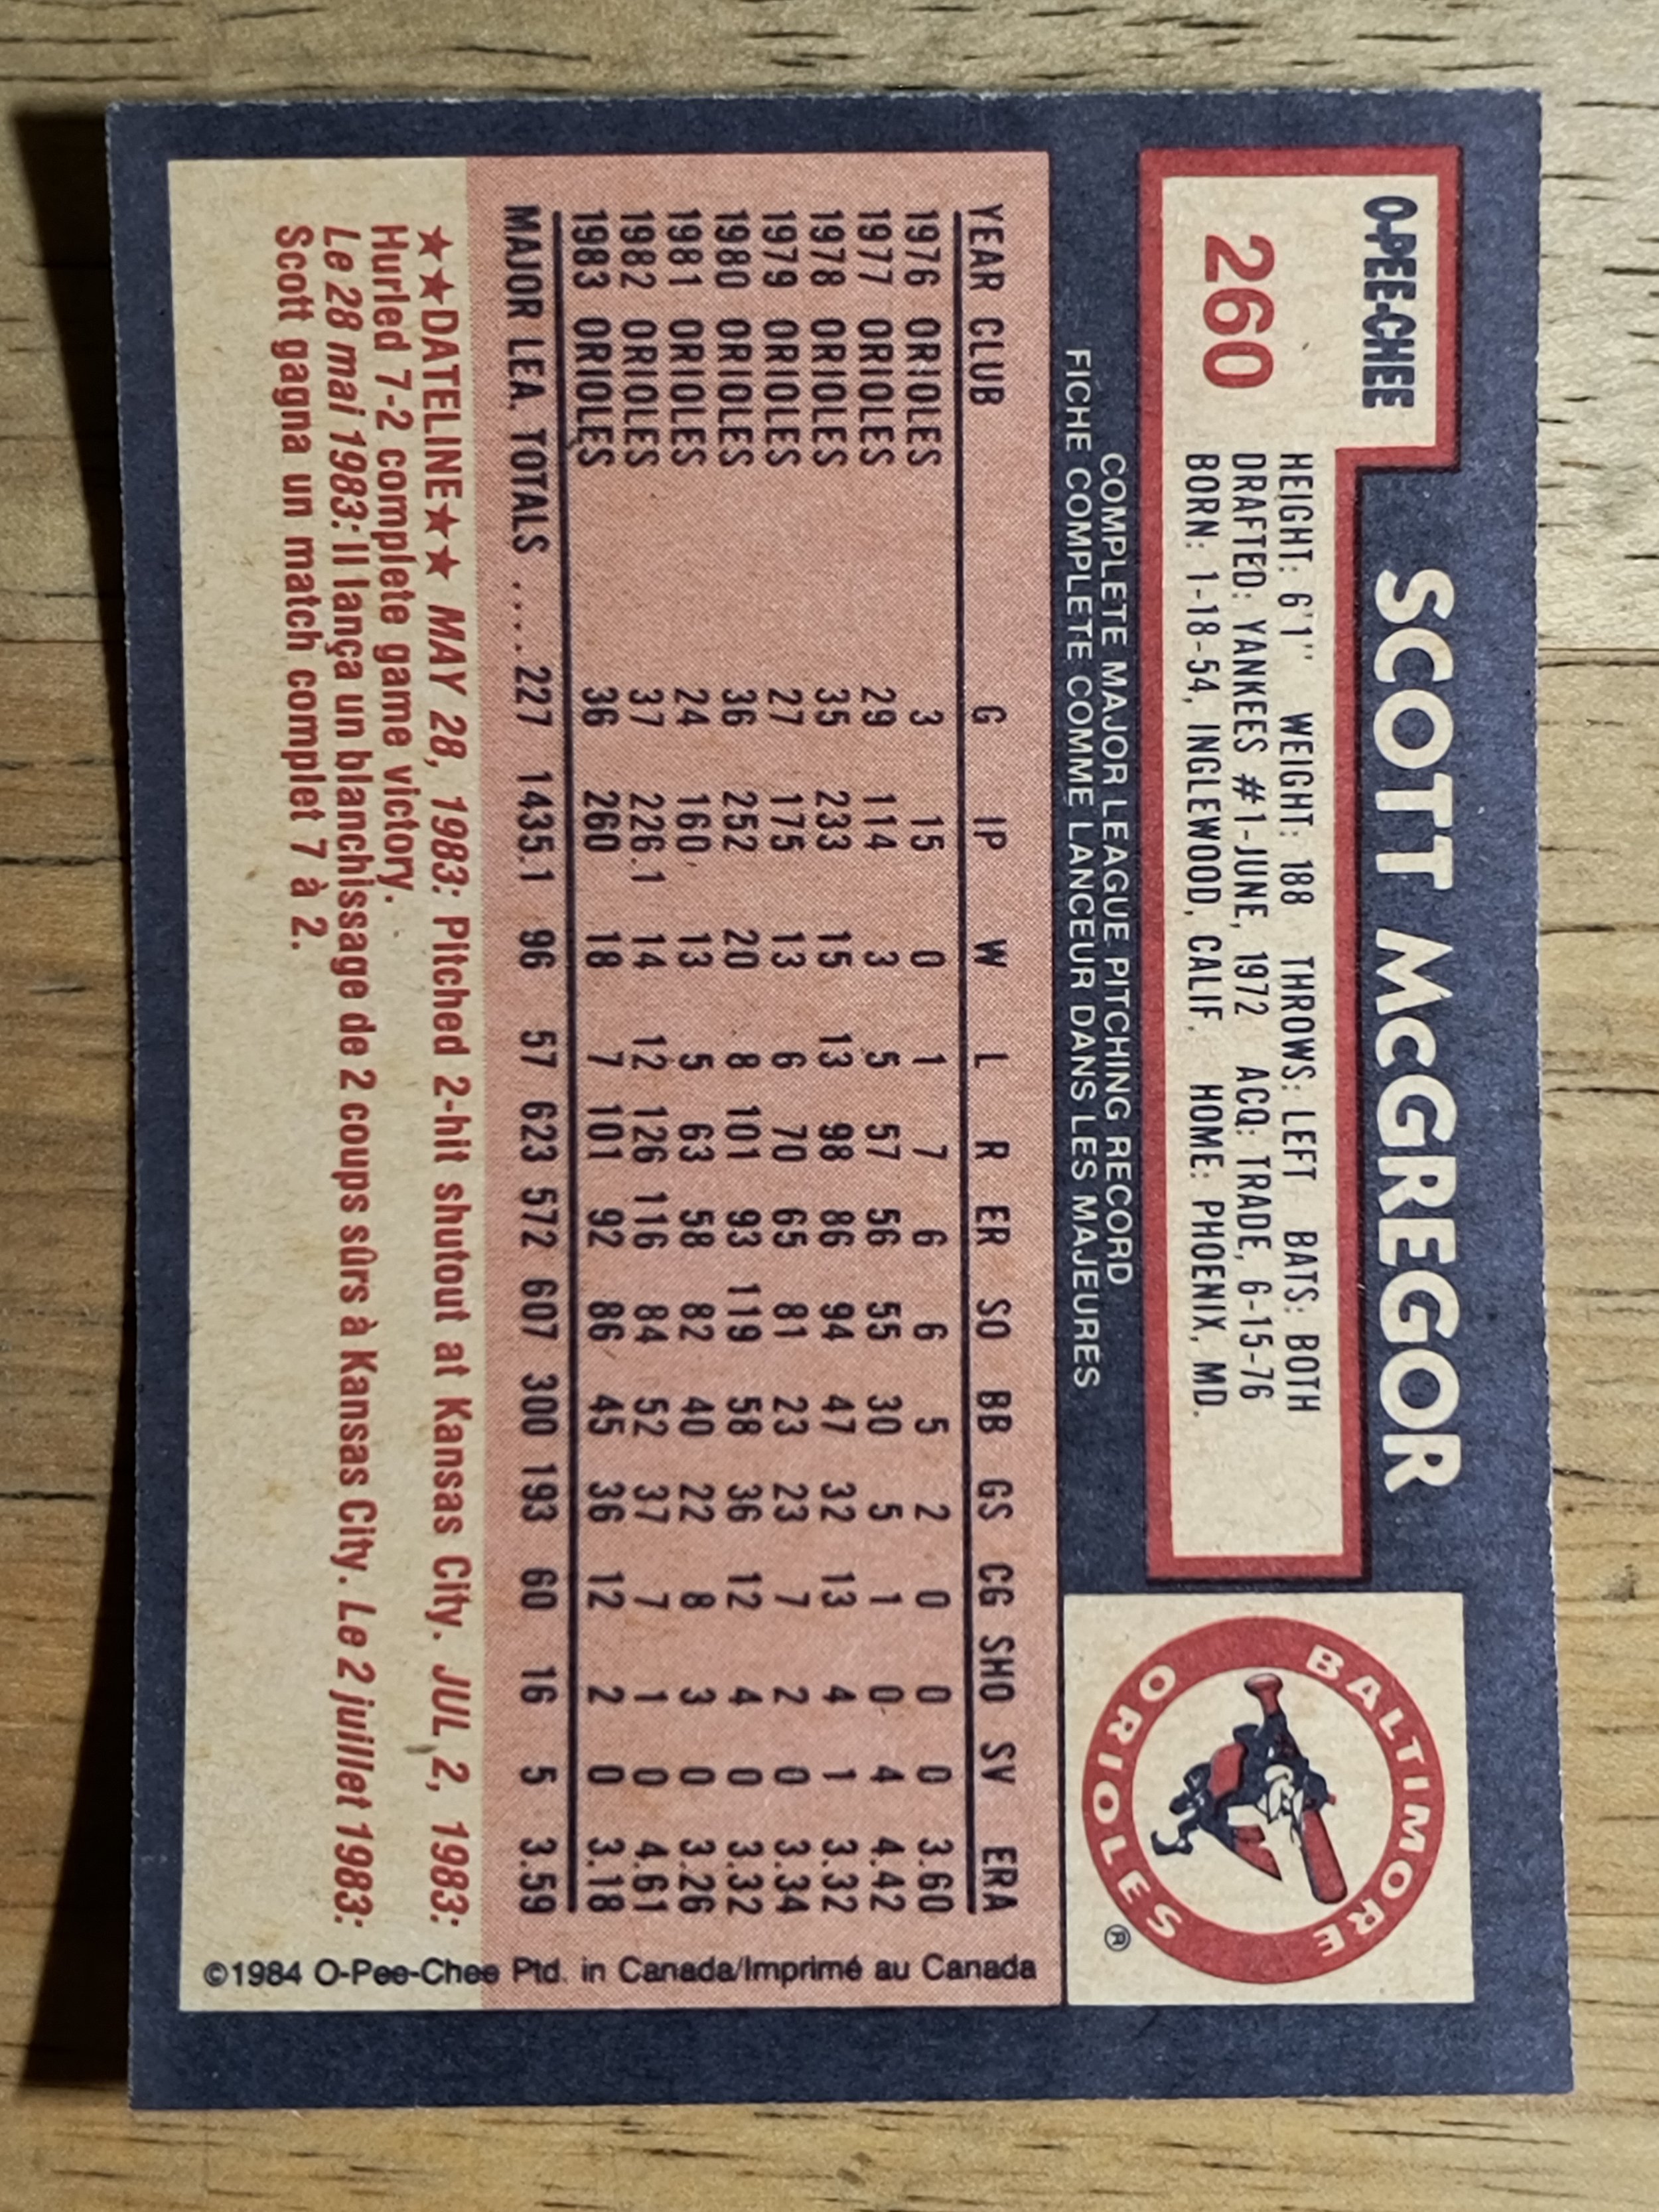 O-PEE-CHEE
260
SCOTT McGREGOR
HEIGHT: 6'1'' WEIGHT: 188 THROWS: LEFT BATS: BOTH
DRAFTED: YANKEES #1-JUNE, 1972 ACQ: TRADE, 6-15-76
BORN: 1-18-54, INGLEWOOD, CALIF. HOME: PHOENIX, MD.
BALTIMORE
ORIOLES
®
COMPLETE MAJOR LEAGUE PITCHING RECORD
FICHE COMPLETE COMME LANCEUR DANS LES MAJEURES
YEAR CLUB G IP W L R ER SO BB GS CG SHO SV ERA
1976 ORIOLES 3 15 0 1 7 6 6 5 2 0 0 0 3.60
1977 ORIOLES 29 114 3 5 57 56 55 30 5 1 0 4 4.42
1978 ORIOLES 35 233 15 13 98 86 94 47 32 13 4 1 3.32
1979 ORIOLES 27 175 13 6 70 65 81 23 23 7 2 0 3.34
1980 ORIOLES 36 252 20 8 101 93 119 58 36 12 4 0 3.32
1981 ORIOLES 24 160 13 5 63 58 82 40 22 8 3 0 3.26
1982 ORIOLES 37 226.1 14 12 126 116 84 52 37 7 1 0 4.61
1983 ORIOLES 36 260 18 7 101 92 86 45 36 12 2 0 3.18
MAJOR LEA. TOTALS .... 227 1435.1 96 57 623 572 607 300 193 60 16 5 3.59
★★DATELINE★★ MAY 28, 1983: Pitched 2-hit shutout at Kansas City. JUL, 2, 1983:
Hurled 7-2 complete game victory.
Le 28 mai 1983: Il lança un blanchissage de 2 coups sûrs à Kansas City. Le 2 juillet 1983:
Scott gagna un match complet 7 à 2.
©1984 O-Pee-Chee Ptd. in Canada/Imprimé au Canada